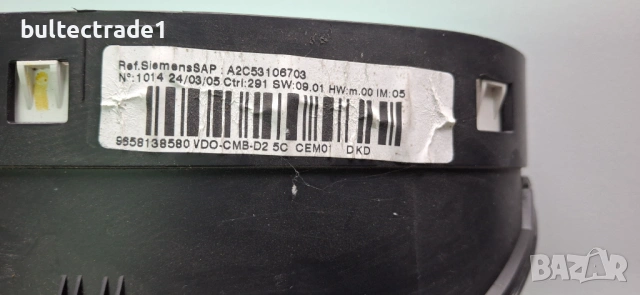 bultectrade1
Ref.SiemensSAP : A2C53106703
N°:1014 24/03/05 Ctrl:291 SW:09.01 HW:m.00 IM:05
9658138580 VDO-CMB-D2 5C CEM01 DKD
bultectrade1
BAZAR